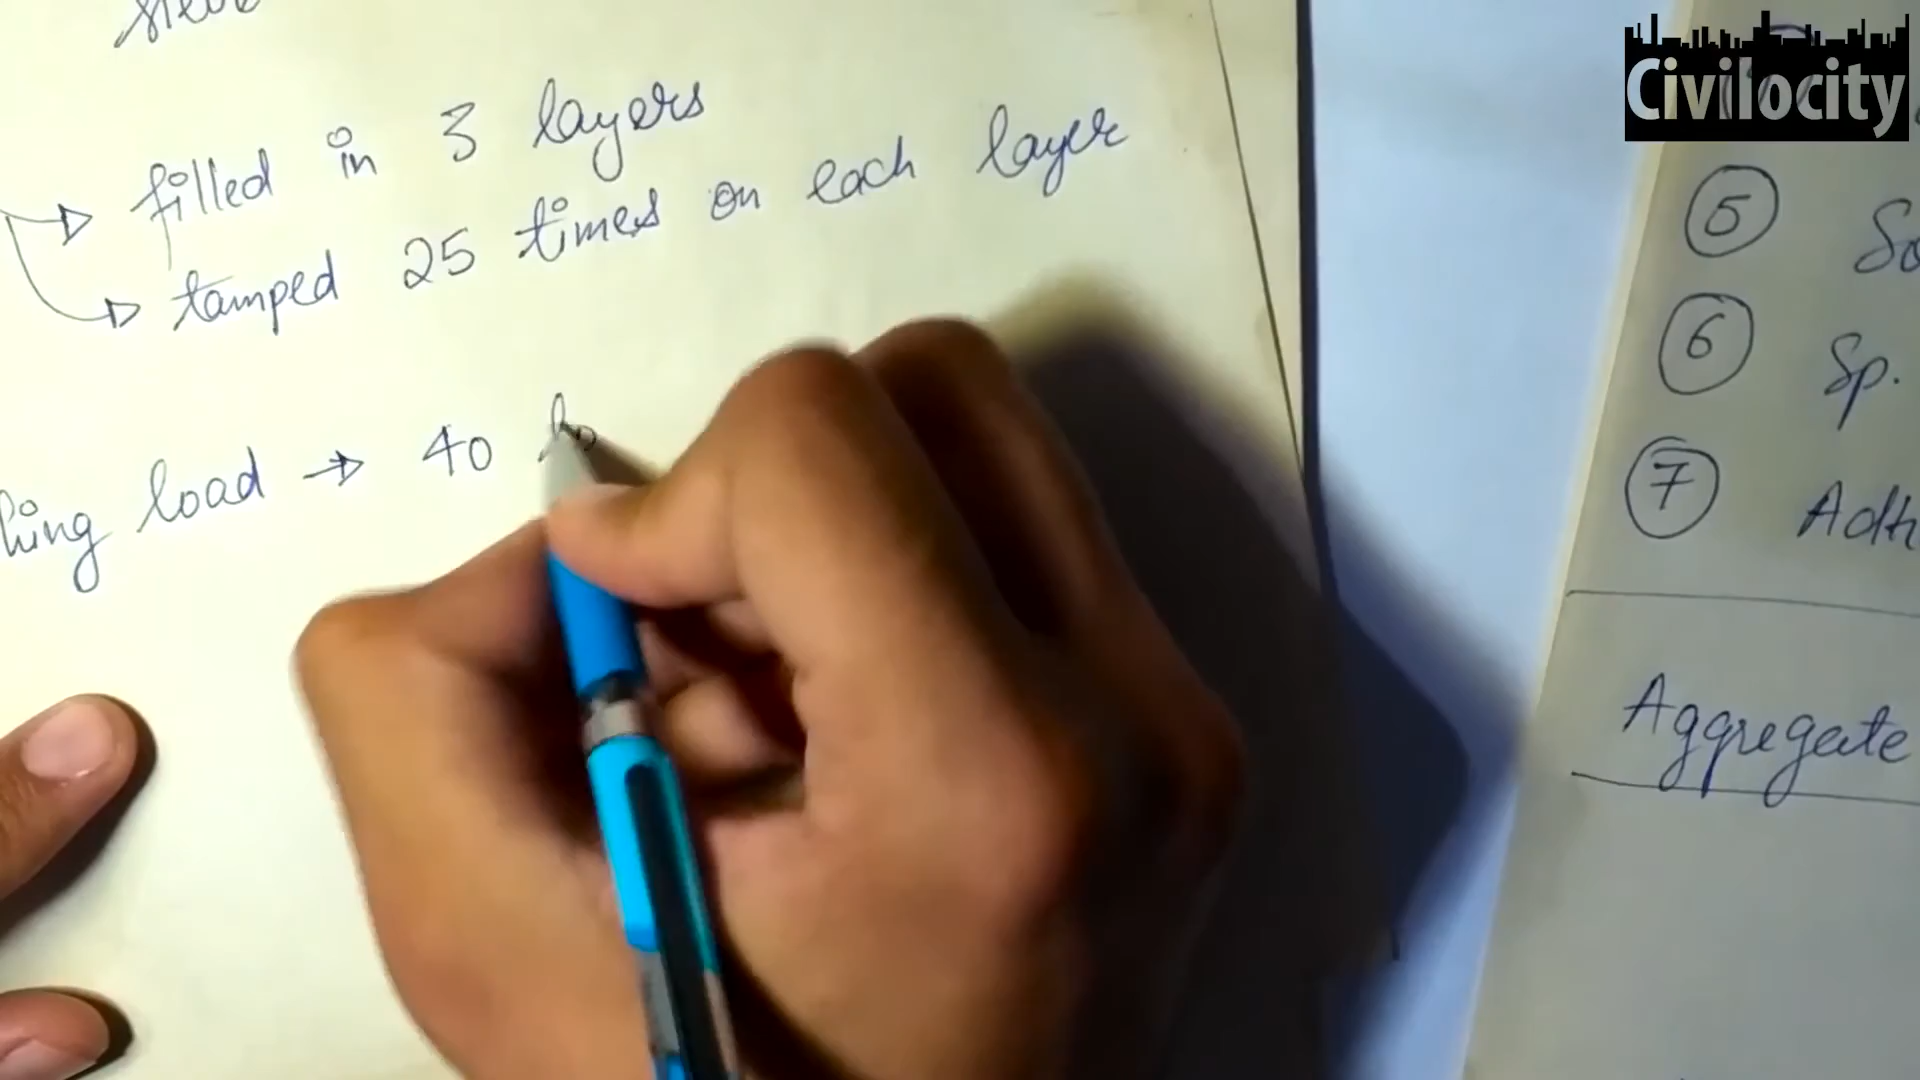 filled in 3 layers
tamped 25 times on each layer
load → 40
Civilocity
5
6 Sp.
7
Aggregate